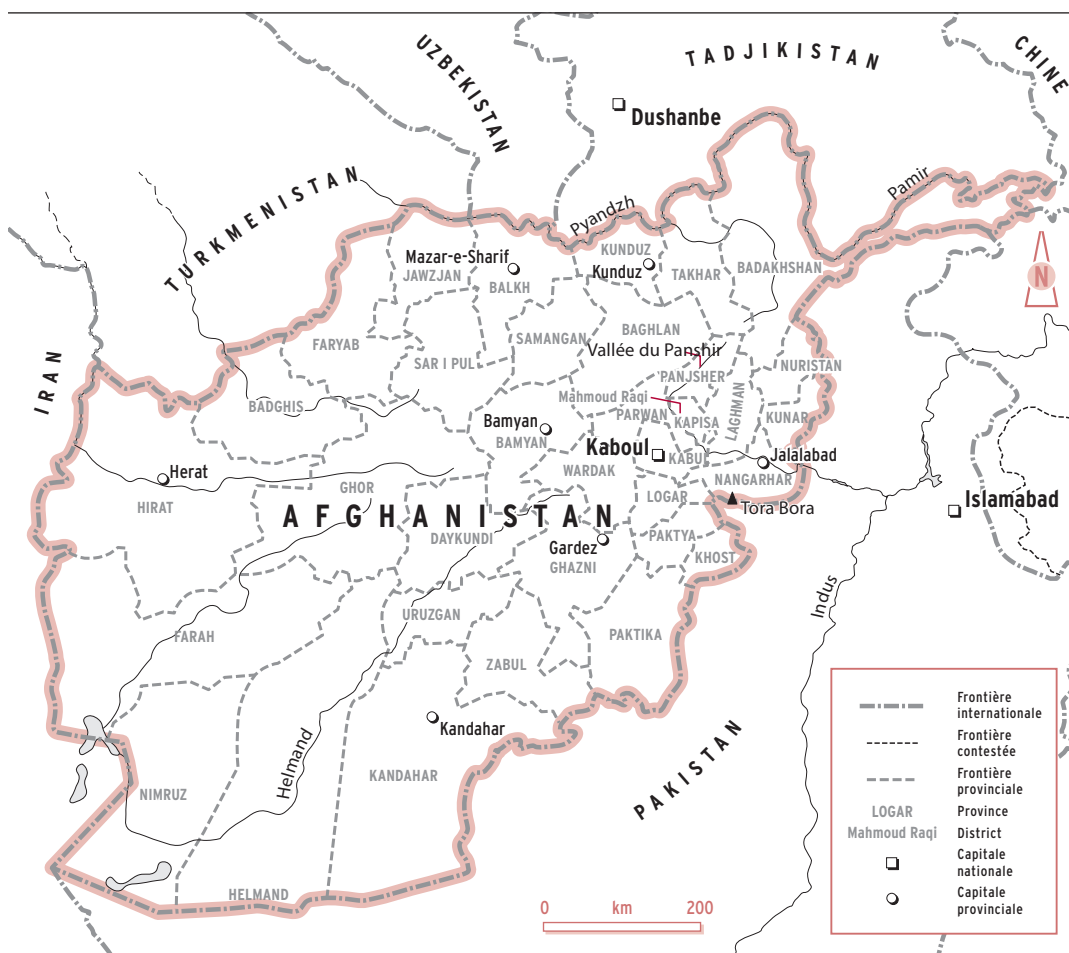 OUZBEKISTAN
TADJIKISTAN
CHINE
Dushanbe
TURKMENISTAN
Pyandzh
Pamir
KUNDUZ
Mazar-e-Sharif
JAWZJAN
BALKH
Kunduz
TAKHAR
BADAKHSHAN
N
IRAN
FARYAB
SAR I PUL
SAMANGAN
BAGHLAN
Vallée du Panshir
PANJSHER
NURISTAN
BADGHIS
Mahmoud Raqi
PARWAN
KAPISA
LAGHMAN
KUNAR
Bamyan
BAMYAN
Kaboul
KABUL
Jalalabad
Herat
HIRAT
GHOR
WARDAK
NANGARHAR
LOGAR
Tora Bora
Islamabad
AFGHANISTAN
DAYKUNDI
Gardez
GHAZNI
PAKTYA
KHOST
Indus
URUZGAN
FARAH
PAKTIKA
ZABUL
Kandahar
Helmand
KANDAHAR
NIMRUZ
PAKISTAN
HELMAND
0 km 200
Frontière
internationale
Frontière
contestée
Frontière
provinciale
LOGAR Province
Mahmoud Raqi District
Capitale
nationale
Capitale
provinciale